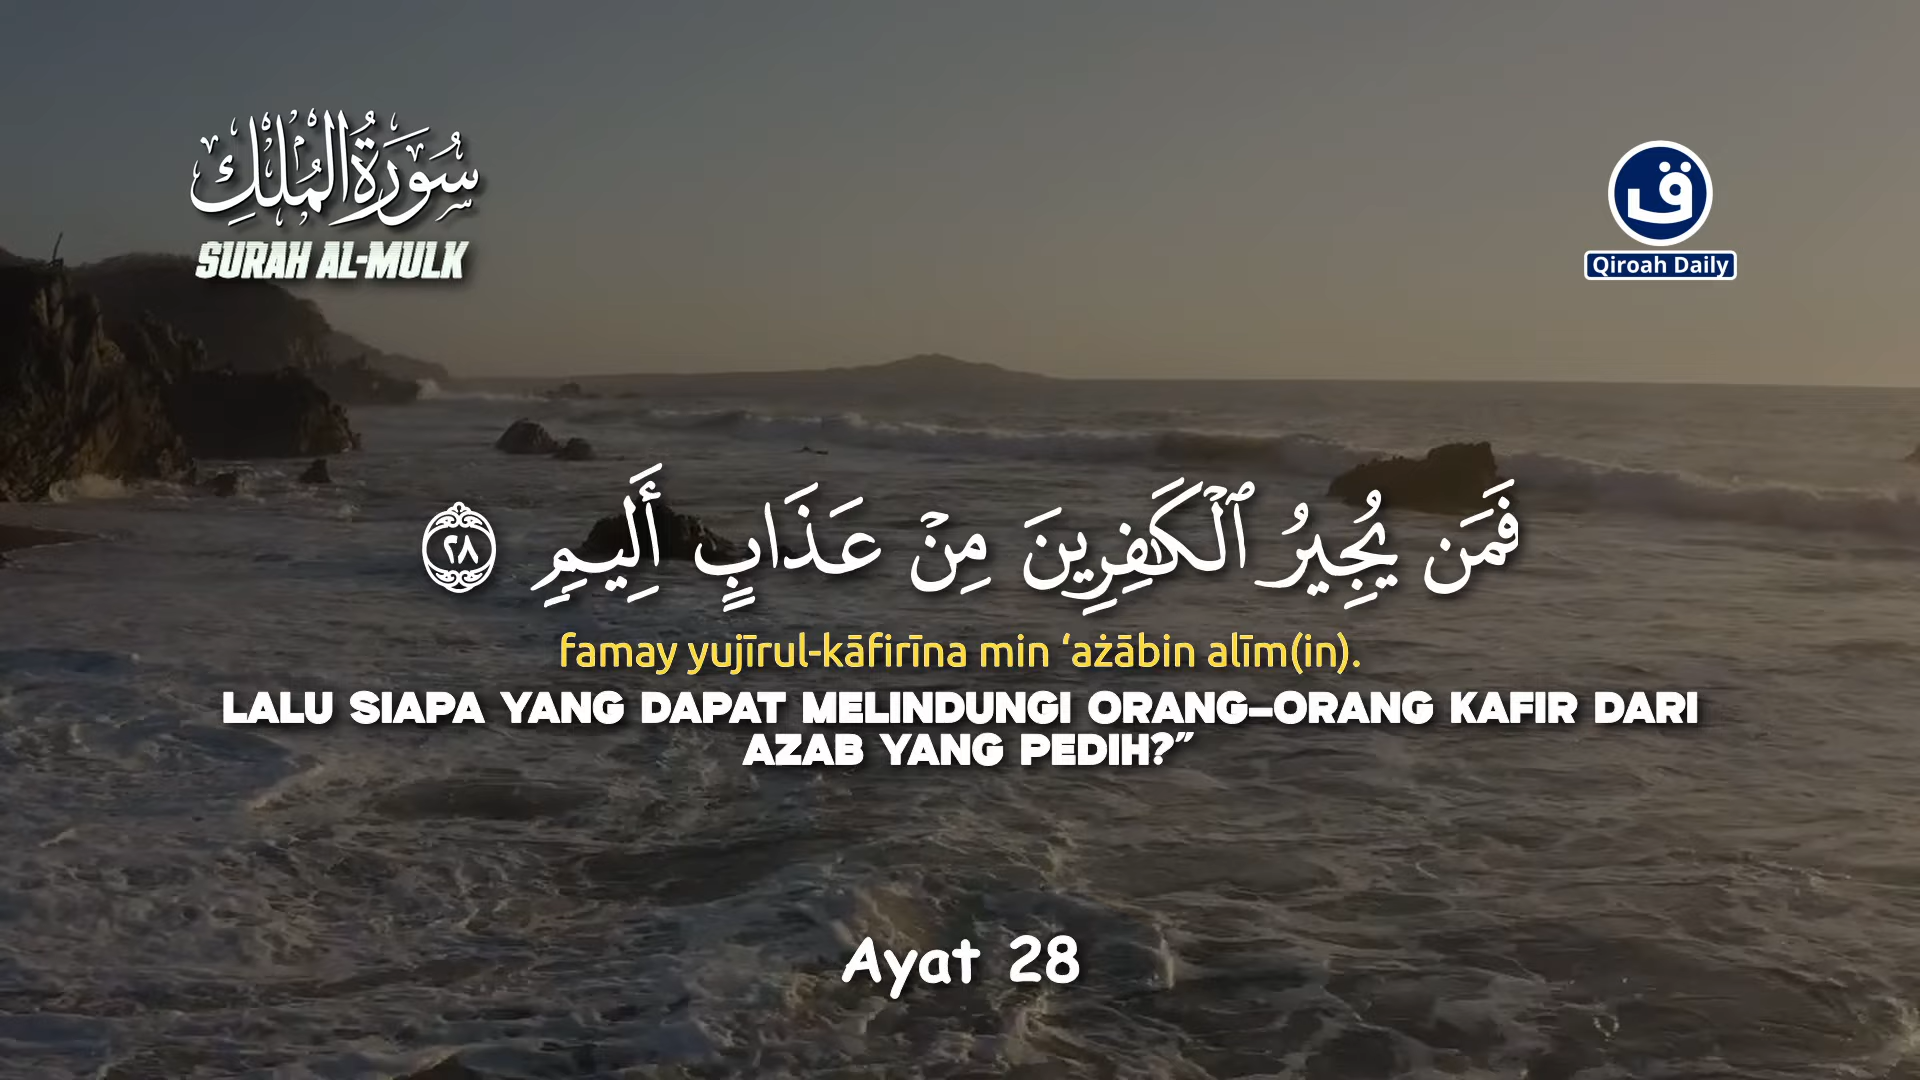 سُورَةُ الْمُلْكِ
SURAH AL-MULK
ق
Qiroah Daily
فَمَن يُجِيرُ ٱلْكَـٰفِرِينَ مِنْ عَذَابٍ أَلِيمٍ ٢٨
famay yujīrul-kāfirīna min ‘ażābin alīm(in).
LALU SIAPA YANG DAPAT MELINDUNGI ORANG–ORANG KAFIR DARI
AZAB YANG PEDIH?”
Ayat 28